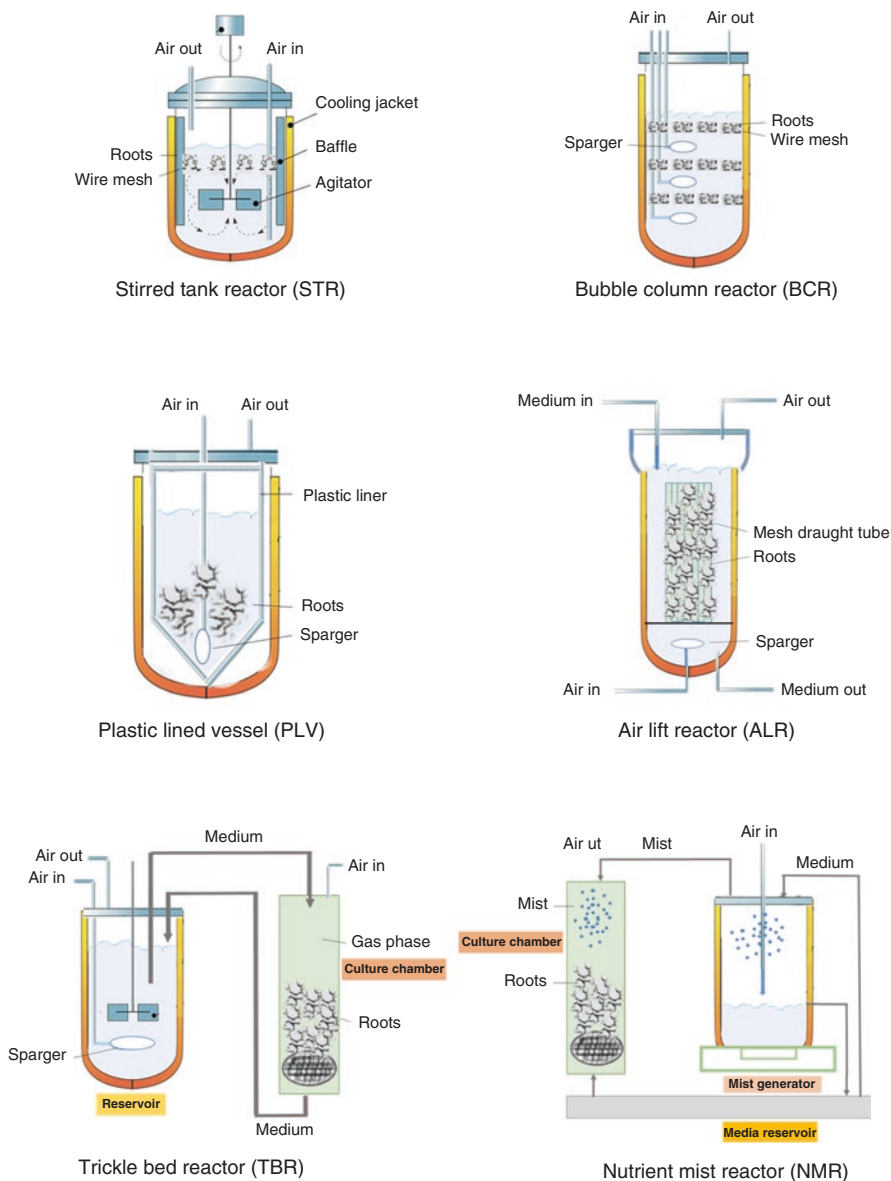 Air out
Air in
Cooling jacket
Roots
Baffle
Wire mesh
Agitator
Stirred tank reactor (STR)
Air in
Air out
Roots
Sparger
Wire mesh
Bubble column reactor (BCR)
Air in
Air out
Plastic liner
Roots
Sparger
Plastic lined vessel (PLV)
Medium in
Air out
Mesh draught tube
Roots
Sparger
Air in
Medium out
Air lift reactor (ALR)
Medium
Air out
Air in
Air in
Gas phase
Culture chamber
Roots
Sparger
Reservoir
Medium
Trickle bed reactor (TBR)
Air in
Air ut
Mist
Medium
Mist
Culture chamber
Roots
Mist generator
Media reservoir
Nutrient mist reactor (NMR)